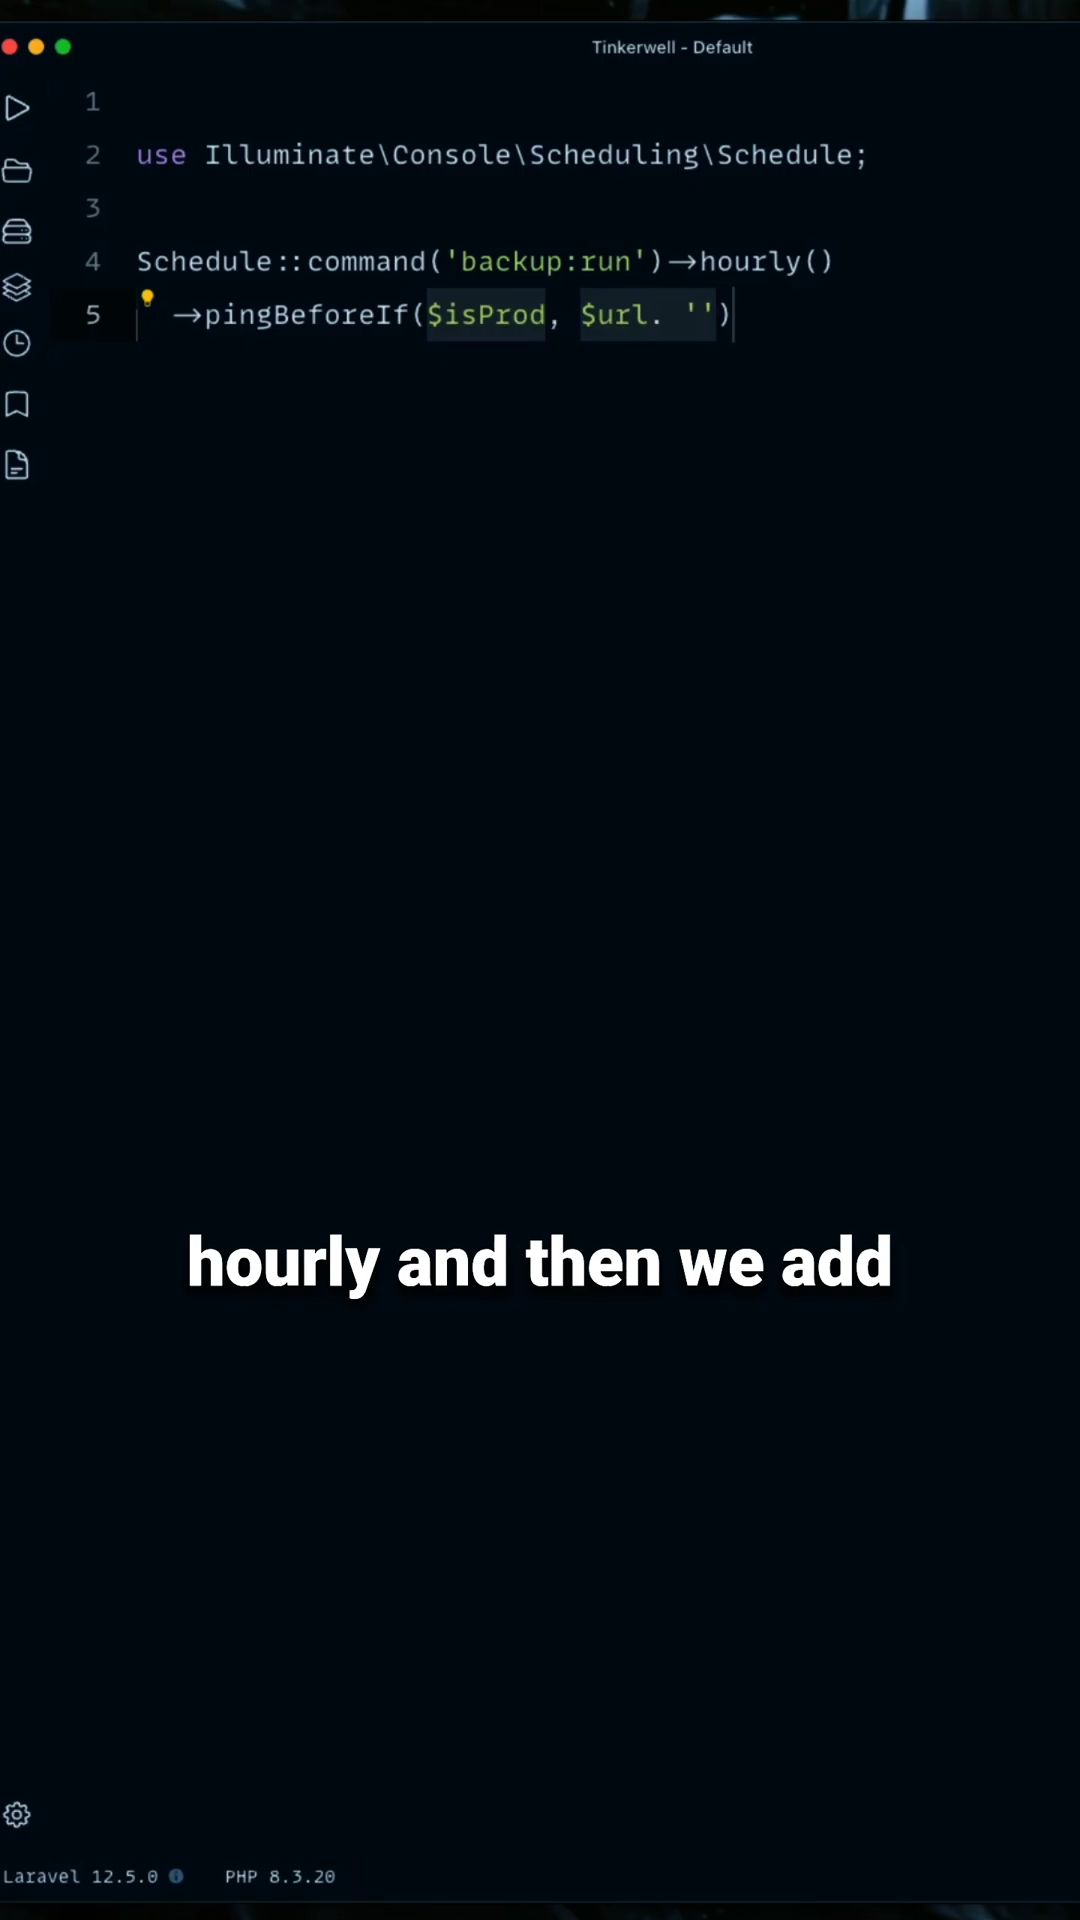 Tinkerwell - Default
1
2 use Illuminate\Console\Scheduling\Schedule;
3
4 Schedule::command('backup:run')->hourly()
5 ->pingBeforeIf($isProd, $url. '')
hourly and then we add
Laravel 12.5.0 PHP 8.3.20